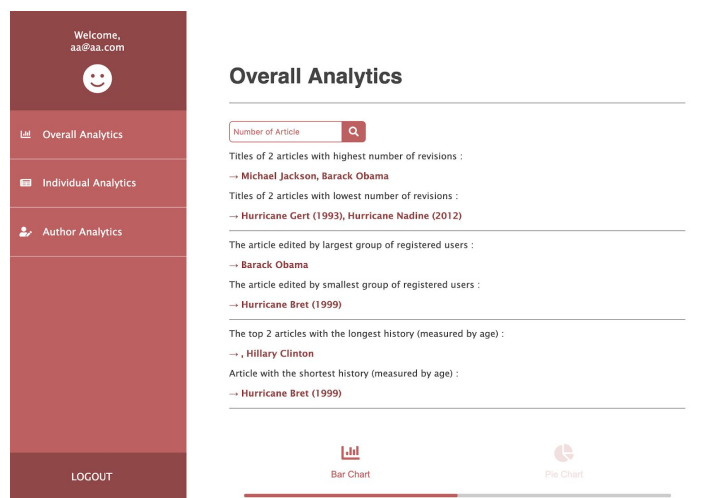 Welcome,
aa@aa.com
Overall Analytics
Individual Analytics
Author Analytics
LOGOUT
Overall Analytics
Number of Article
Titles of 2 articles with highest number of revisions :
→ Michael Jackson, Barack Obama
Titles of 2 articles with lowest number of revisions :
→ Hurricane Gert (1993), Hurricane Nadine (2012)
The article edited by largest group of registered users :
→ Barack Obama
The article edited by smallest group of registered users :
→ Hurricane Bret (1999)
The top 2 articles with the longest history (measured by age) :
→ , Hillary Clinton
Article with the shortest history (measured by age) :
→ Hurricane Bret (1999)
Bar Chart
Pie Chart